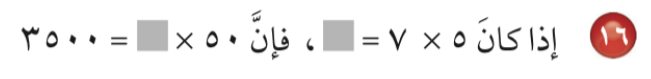 ١٦ إذا كانَ ٥ × ٧ = ■ ، فإنَّ ٥٠ × ■ = ٣٥٠٠